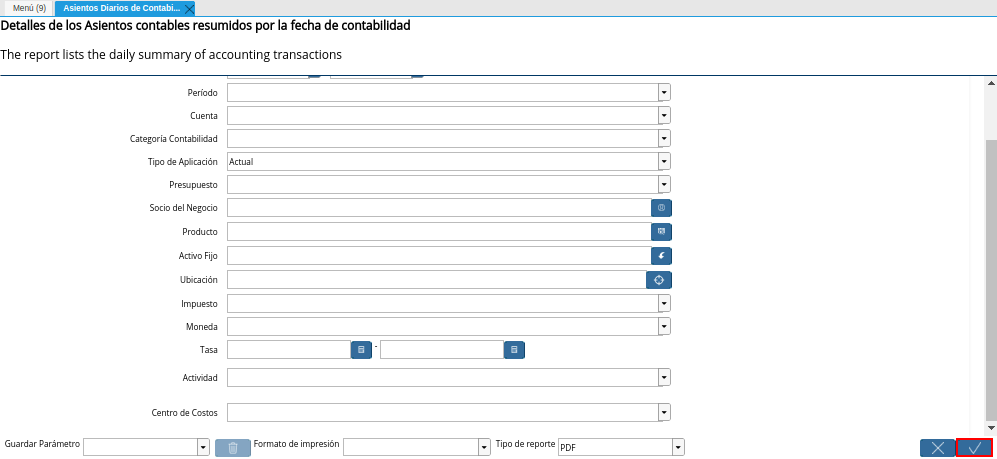 Menú (9) Asientos Diarios de Contabi...
Detalles de los Asientos contables resumidos por la fecha de contabilidad
The report lists the daily summary of accounting transactions
Período
Cuenta
Categoría Contabilidad
Tipo de Aplicación Actual
Presupuesto
Socio del Negocio
Producto
Activo Fijo
Ubicación
Impuesto
Moneda
Tasa -
Actividad
Centro de Costos
Guardar Parámetro Formato de impresión Tipo de reporte PDF